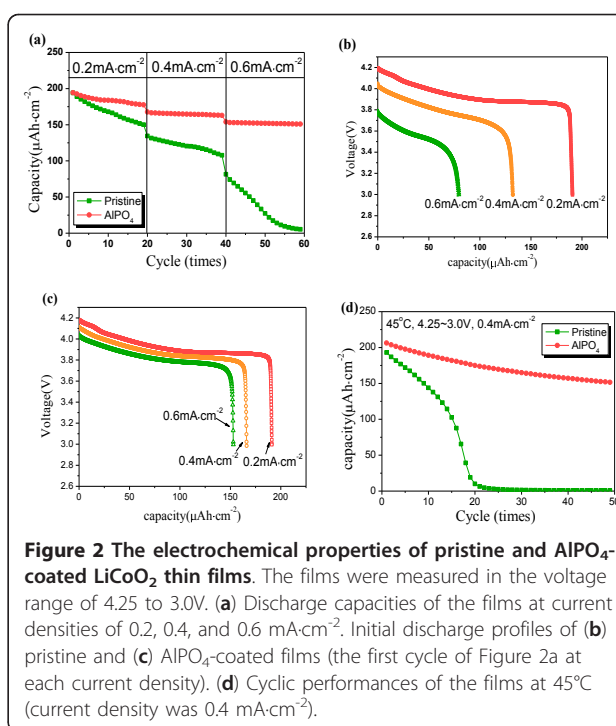 (a)
0.2mA·cm-2 0.4mA·cm-2 0.6mA·cm-2
250
200
150
100
50
0
Capacity(μAh·cm-2)
Pristine
AlPO4
0 10 20 30 40 50 60
Cycle (times)
(b)
4.2
4.0
3.8
3.6
3.4
3.2
3.0
2.8
2.6
Voltage(V)
0.6mA·cm-2 0.4mA·cm-2 0.2mA·cm-2
0 50 100 150 200
capacity(μAh·cm-2)
(c)
4.2
4.0
3.8
3.6
3.4
3.2
3.0
2.8
2.6
Voltage(V)
0.6mA·cm-2
0.4mA·cm-2
0.2mA·cm-2
0 50 100 150 200
capacity(μAh·cm-2)
(d)
45°C, 4.25~3.0V, 0.4mA·cm-2
250
200
150
100
50
0
capacity(μAh·cm-2)
Pristine
AlPO4
0 10 20 30 40 50
Cycle (times)
Figure 2 The electrochemical properties of pristine and AlPO4-
coated LiCoO2 thin films. The films were measured in the voltage
range of 4.25 to 3.0V. (a) Discharge capacities of the films at current
densities of 0.2, 0.4, and 0.6 mA·cm-2. Initial discharge profiles of (b)
pristine and (c) AlPO4-coated films (the first cycle of Figure 2a at
each current density). (d) Cyclic performances of the films at 45°C
(current density was 0.4 mA·cm-2).